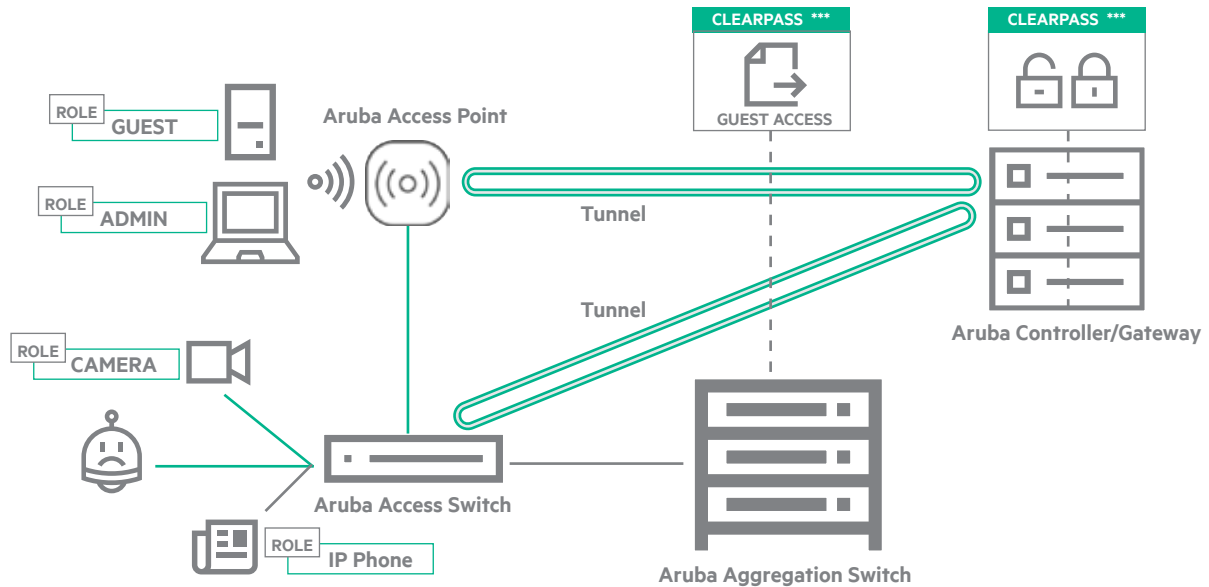 CLEARPASS ***
CLEARPASS ***
GUEST ACCESS
ROLE
GUEST
Aruba Access Point
ROLE
ADMIN
Tunnel
Tunnel
Aruba Controller/Gateway
ROLE
CAMERA
Aruba Access Switch
ROLE
IP Phone
Aruba Aggregation Switch